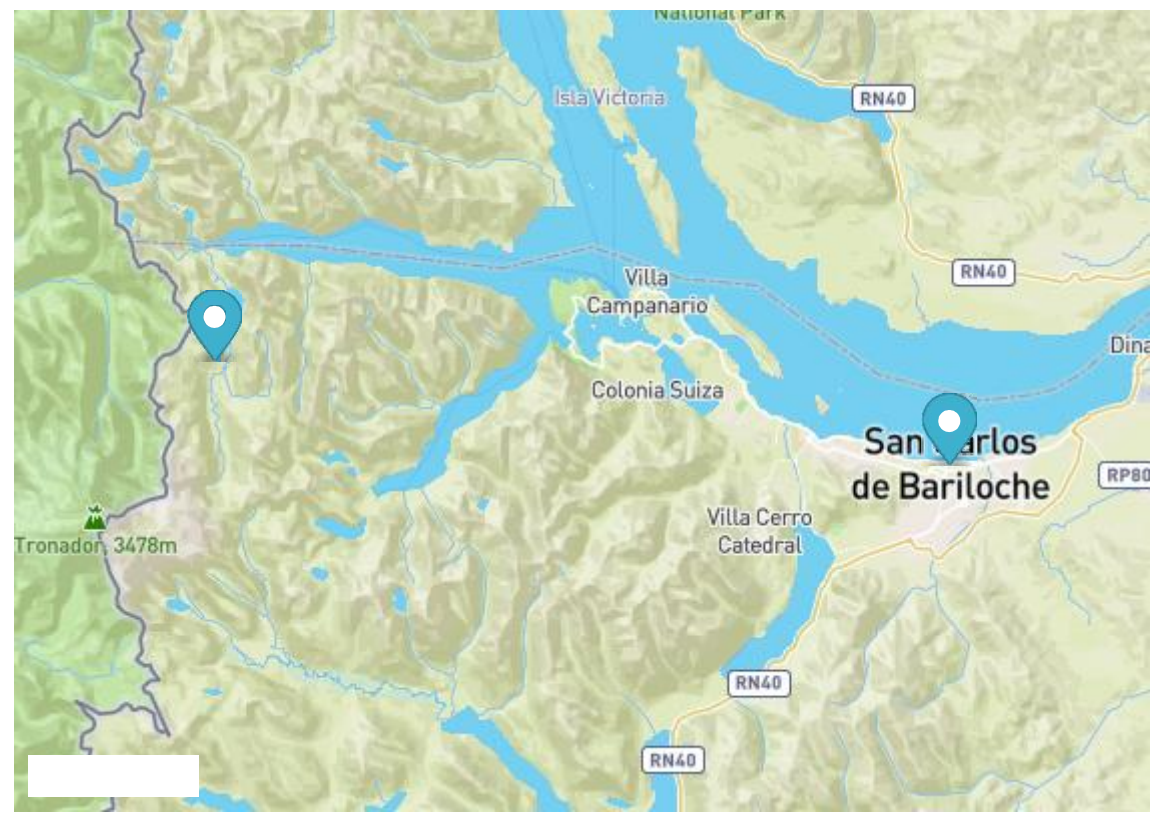 National Park
Isla Victoria
RN40
RN40
Villa
Campanario
Dina
Colonia Suiza
San Carlos
de Bariloche
RP80
Villa Cerro
Catedral
Tronador, 3478m
RN40
RN40